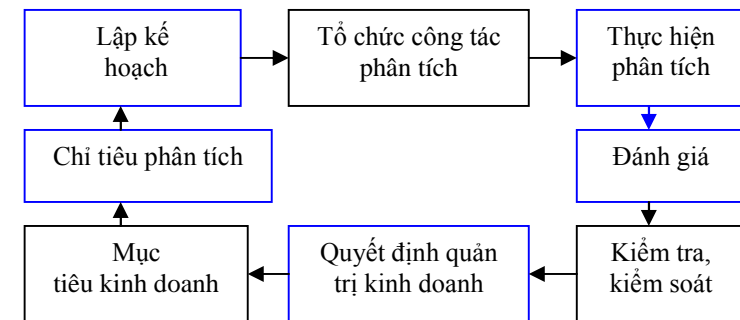 Lập kế
hoạch
Tổ chức công tác
phân tích
Thực hiện
phân tích
Chỉ tiêu phân tích
Đánh giá
Mục
tiêu kinh doanh
Quyết định quản
trị kinh doanh
Kiểm tra,
kiểm soát